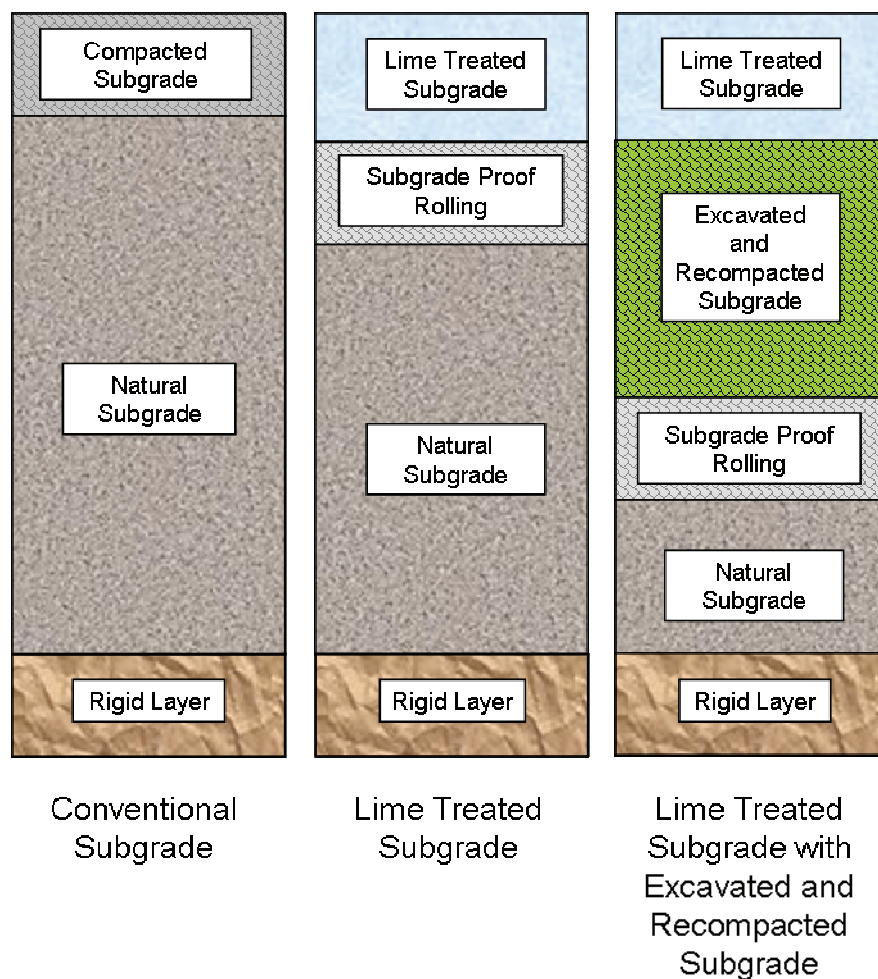 Compacted
Subgrade
Natural
Subgrade
Rigid Layer
Conventional
Subgrade
Lime Treated
Subgrade
Subgrade Proof
Rolling
Natural
Subgrade
Rigid Layer
Lime Treated
Subgrade
Lime Treated
Subgrade
Excavated
and
Recompacted
Subgrade
Subgrade Proof
Rolling
Natural
Subgrade
Rigid Layer
Lime Treated
Subgrade with
Excavated and
Recompacted
Subgrade